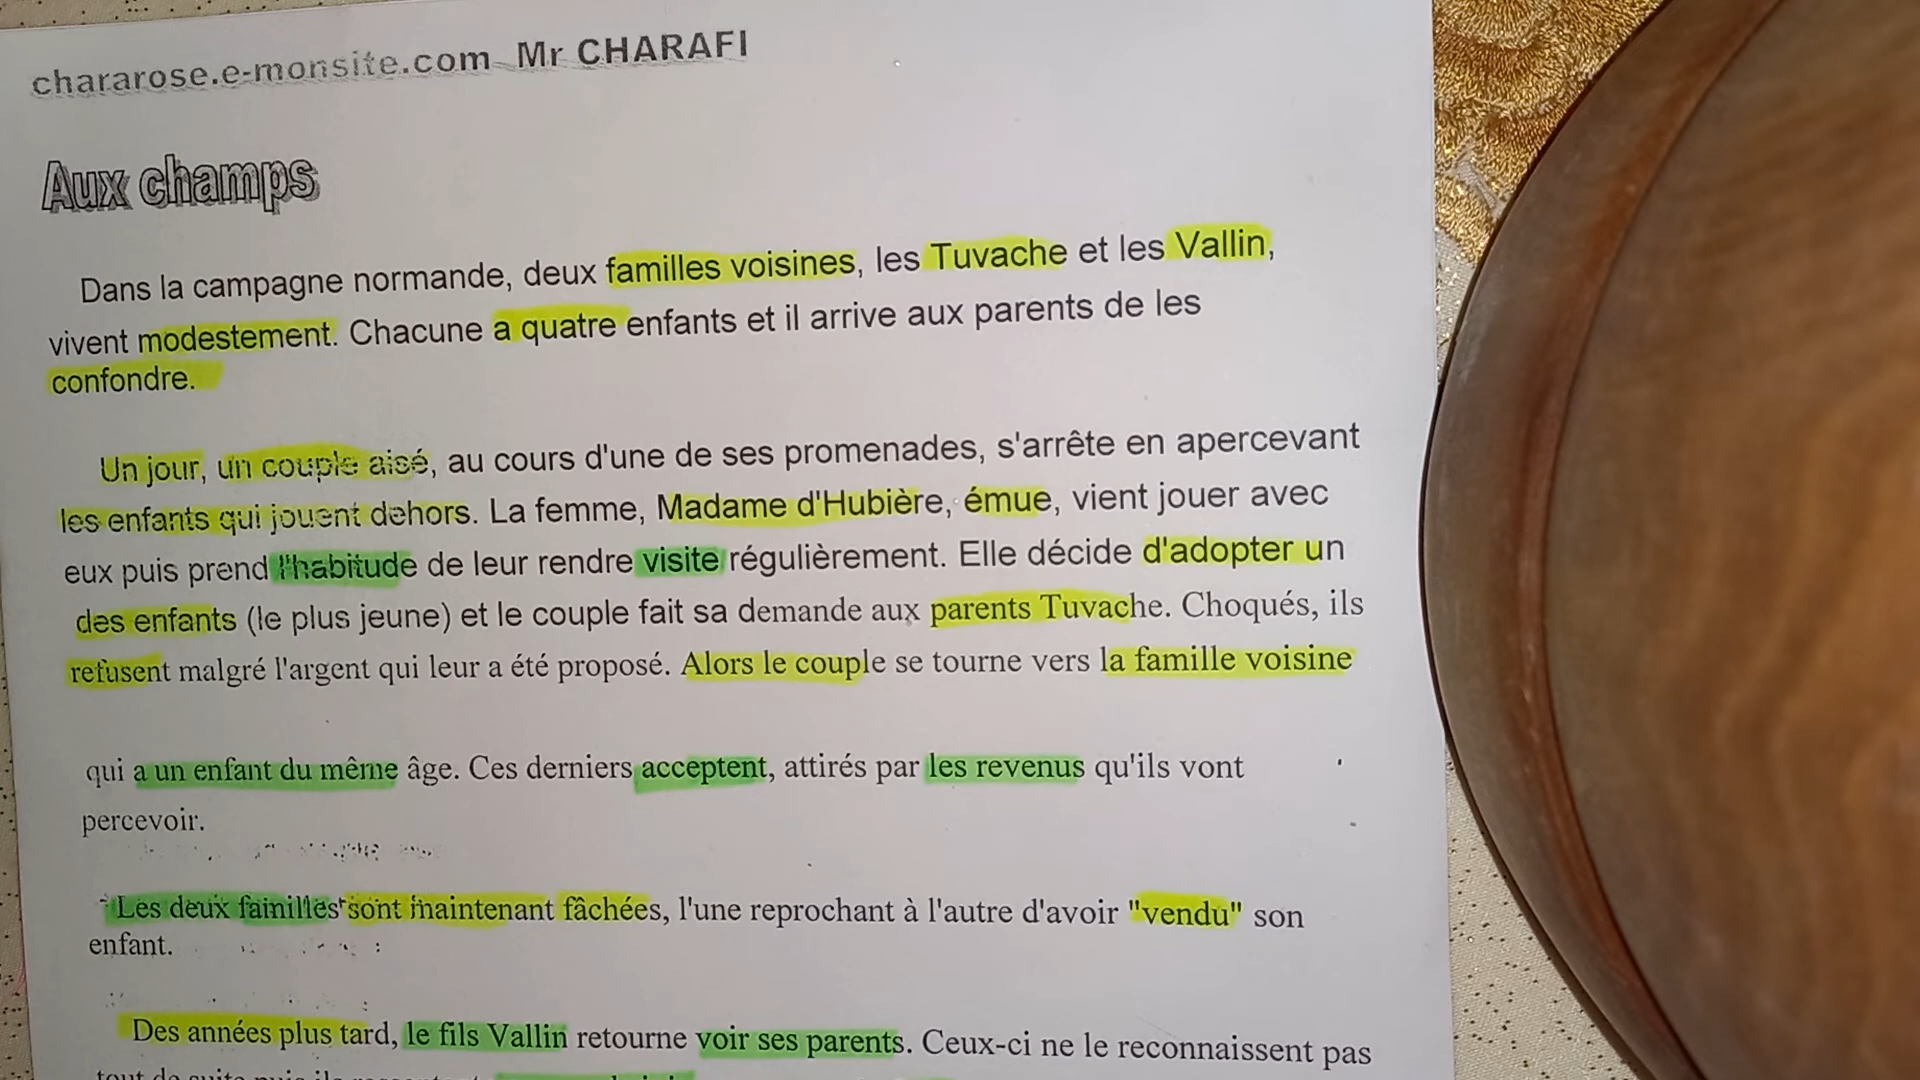 chararose.e-monsite.com Mr CHARAFI
Aux champs
Dans la campagne normande, deux familles voisines, les Tuvache et les Vallin,
vivent modestement. Chacune a quatre enfants et il arrive aux parents de les
confondre.
Un jour, un couple aisé, au cours d'une de ses promenades, s'arrête en apercevant
les enfants qui jouent dehors. La femme, Madame d'Hubière, émue, vient jouer avec
eux puis prend l'habitude de leur rendre visite régulièrement. Elle décide d'adopter un
des enfants (le plus jeune) et le couple fait sa demande aux parents Tuvache. Choqués, ils
refusent malgré l'argent qui leur a été proposé. Alors le couple se tourne vers la famille voisine
qui a un enfant du même âge. Ces derniers acceptent, attirés par les revenus qu'ils vont
percevoir.
Les deux familles sont maintenant fâchées, l'une reprochant à l'autre d'avoir "vendu" son
enfant.
Des années plus tard, le fils Vallin retourne voir ses parents. Ceux-ci ne le reconnaissent pas
tout de suite puis ils